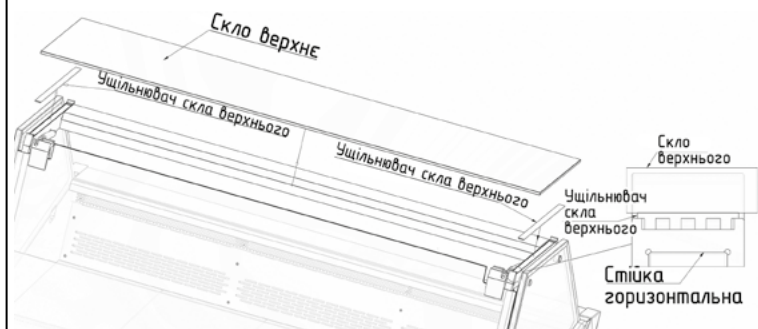 Скло верхнє
Ущільнювач скла верхнього
Ущільнювач скла верхнього
Скло
верхнього
Ущільнювач
скла
верхнього
Стійка
горизонтальна